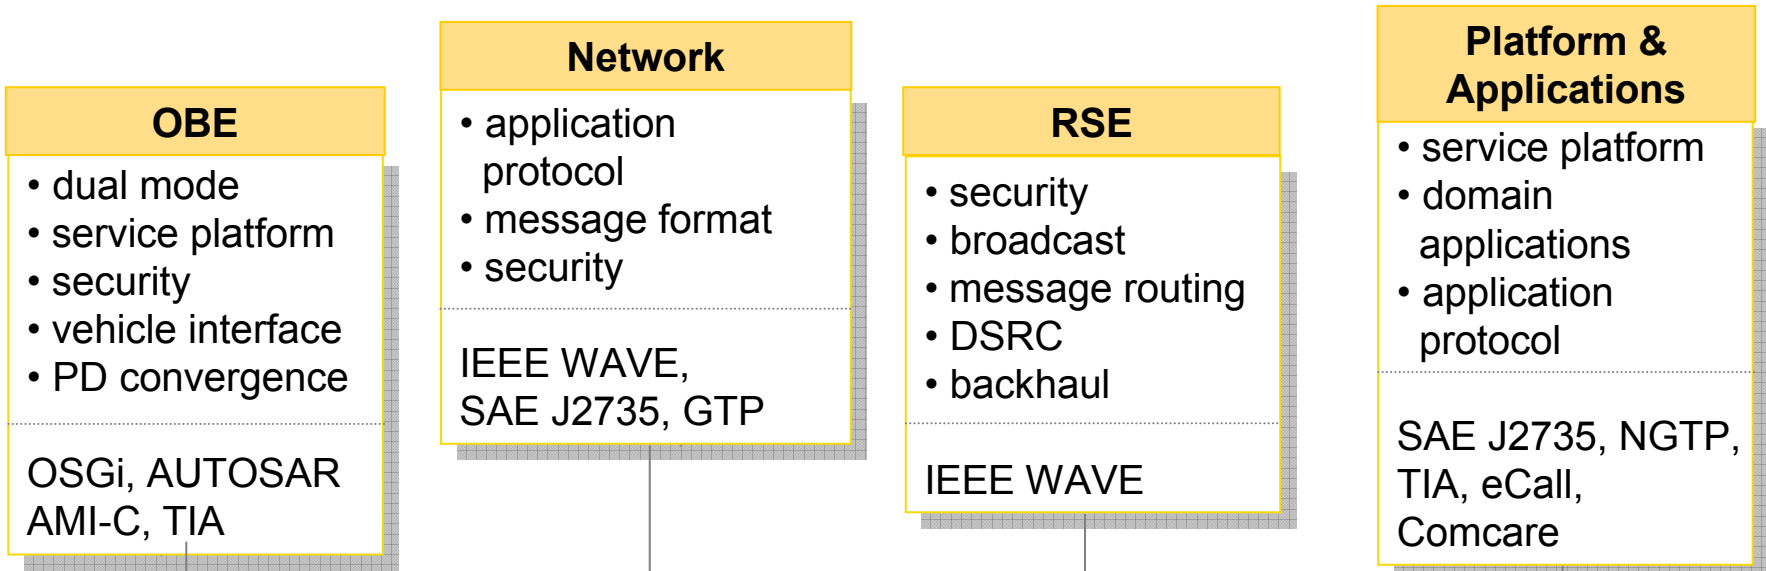 OBE
• dual mode
• service platform
• security
• vehicle interface
• PD convergence
OSGi, AUTOSAR
AMI-C, TIA
Network
• application
protocol
• message format
• security
IEEE WAVE,
SAE J2735, GTP
RSE
• security
• broadcast
• message routing
• DSRC
• backhaul
IEEE WAVE
Platform &
Applications
• service platform
• domain
applications
• application
protocol
SAE J2735, NGTP,
TIA, eCall,
Comcare